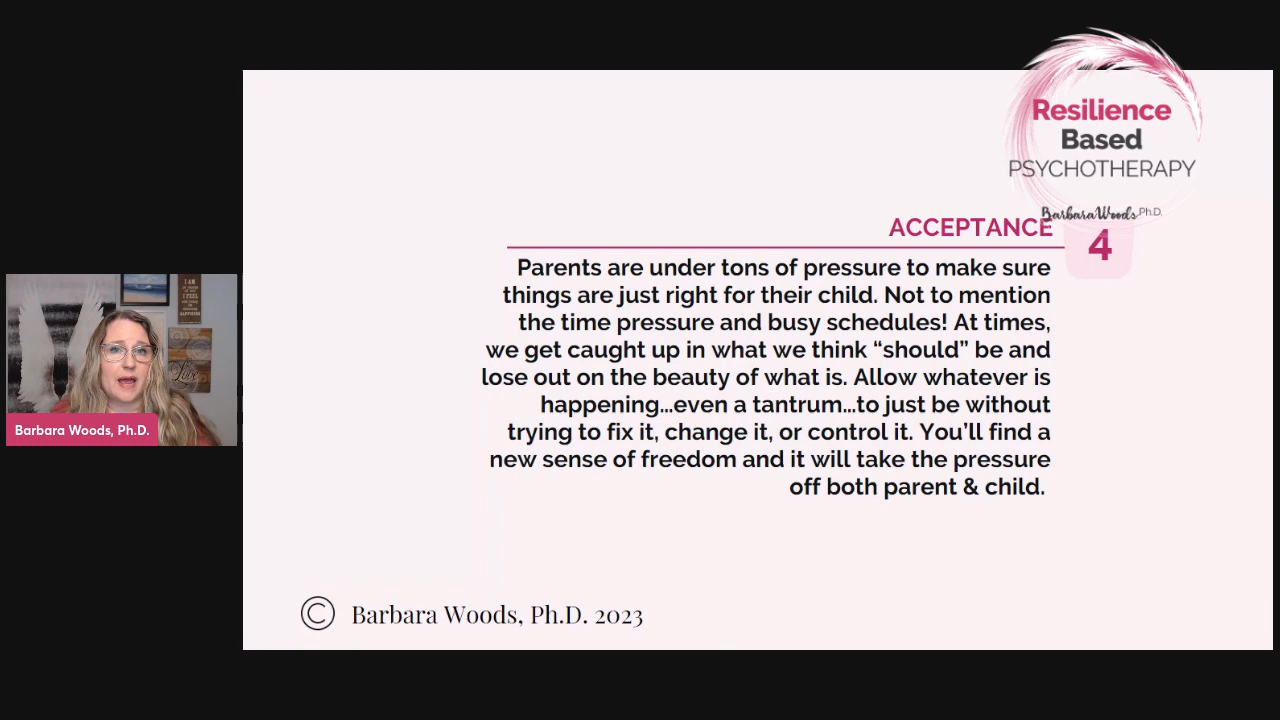 Resilience
Based
PSYCHOTHERAPY
Barbara Woods Ph.D.
ACCEPTANCE
4
Parents are under tons of pressure to make sure
things are just right for their child. Not to mention
the time pressure and busy schedules! At times,
we get caught up in what we think “should” be and
lose out on the beauty of what is. Allow whatever is
happening...even a tantrum...to just be without
trying to fix it, change it, or control it. You’ll find a
new sense of freedom and it will take the pressure
off both parent & child.
I AM
I FEEL
HAPPINESS
Love
Barbara Woods, Ph.D.
© Barbara Woods, Ph.D. 2023